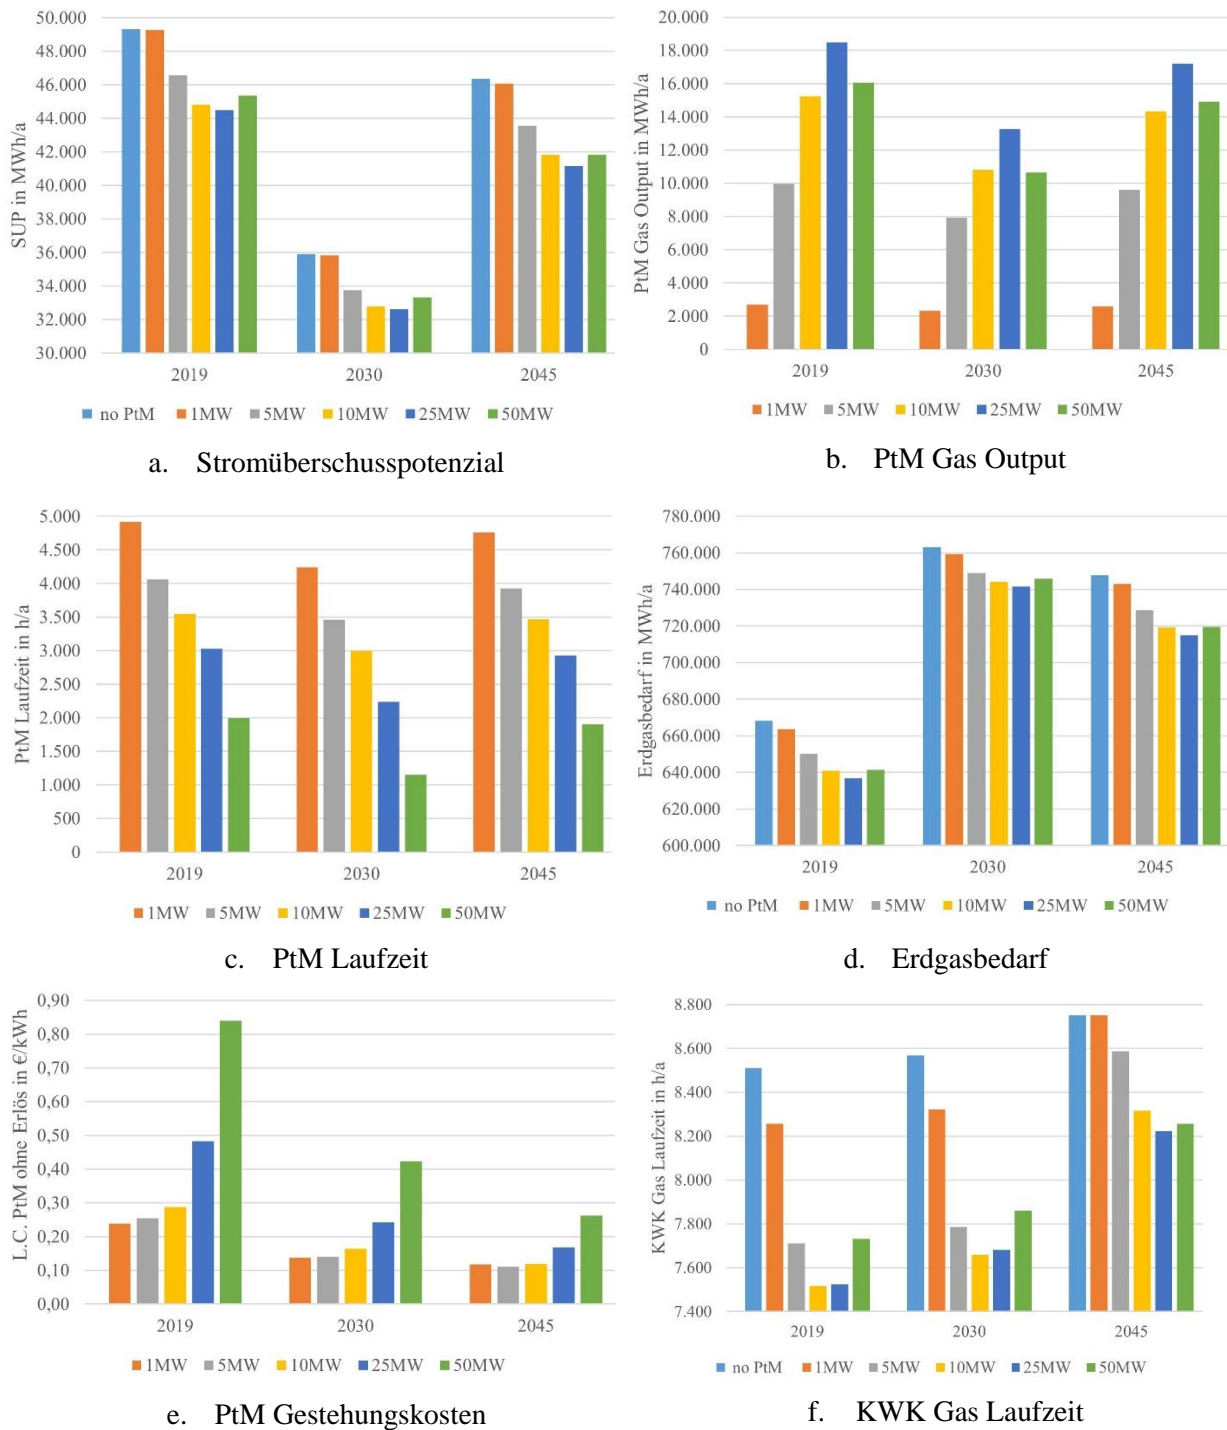 50.000
48.000
46.000
44.000
42.000
40.000
38.000
36.000
34.000
32.000
30.000
SUP in MWh/a
2019 2030 2045
no PtM 1MW 5MW 10MW 25MW 50MW
a. Stromüberschusspotenzial
20.000
18.000
16.000
14.000
12.000
10.000
8.000
6.000
4.000
2.000
0
PtM Gas Output in MWh/a
2019 2030 2045
1MW 5MW 10MW 25MW 50MW
b. PtM Gas Output
5.000
4.500
4.000
3.500
3.000
2.500
2.000
1.500
1.000
500
0
PtM Laufzeit in h/a
2019 2030 2045
1MW 5MW 10MW 25MW 50MW
c. PtM Laufzeit
780.000
760.000
740.000
720.000
700.000
680.000
660.000
640.000
620.000
600.000
Erdgasbedarf in MWh/a
2019 2030 2045
no PtM 1MW 5MW 10MW 25MW 50MW
d. Erdgasbedarf
0,90
0,80
0,70
0,60
0,50
0,40
0,30
0,20
0,10
0,00
L.C. PtM ohne Erlös in €/kWh
2019 2030 2045
1MW 5MW 10MW 25MW 50MW
e. PtM Gestehungskosten
8.800
8.600
8.400
8.200
8.000
7.800
7.600
7.400
KWK Gas Laufzeit in h/a
2019 2030 2045
no PtM 1MW 5MW 10MW 25MW 50MW
f. KWK Gas Laufzeit